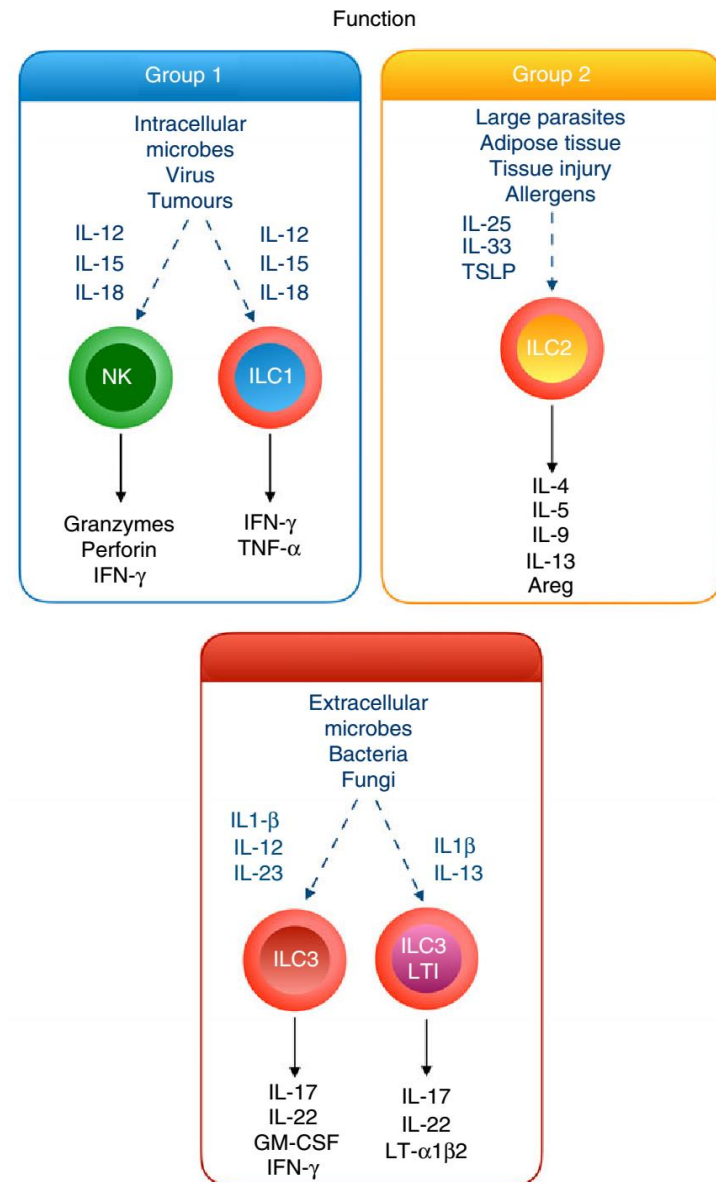 Function
Group 1
Intracellular
microbes
Virus
Tumours
IL-12
IL-15
IL-18
IL-12
IL-15
IL-18
NK
ILC1
Granzymes
Perforin
IFN-γ
IFN-γ
TNF-α
Group 2
Large parasites
Adipose tissue
Tissue injury
Allergens
IL-25
IL-33
TSLP
ILC2
IL-4
IL-5
IL-9
IL-13
Areg
Extracellular
microbes
Bacteria
Fungi
IL1-β
IL-12
IL-23
IL1β
IL-13
ILC3
ILC3
LTI
IL-17
IL-22
GM-CSF
IFN-γ
IL-17
IL-22
LT-α1β2